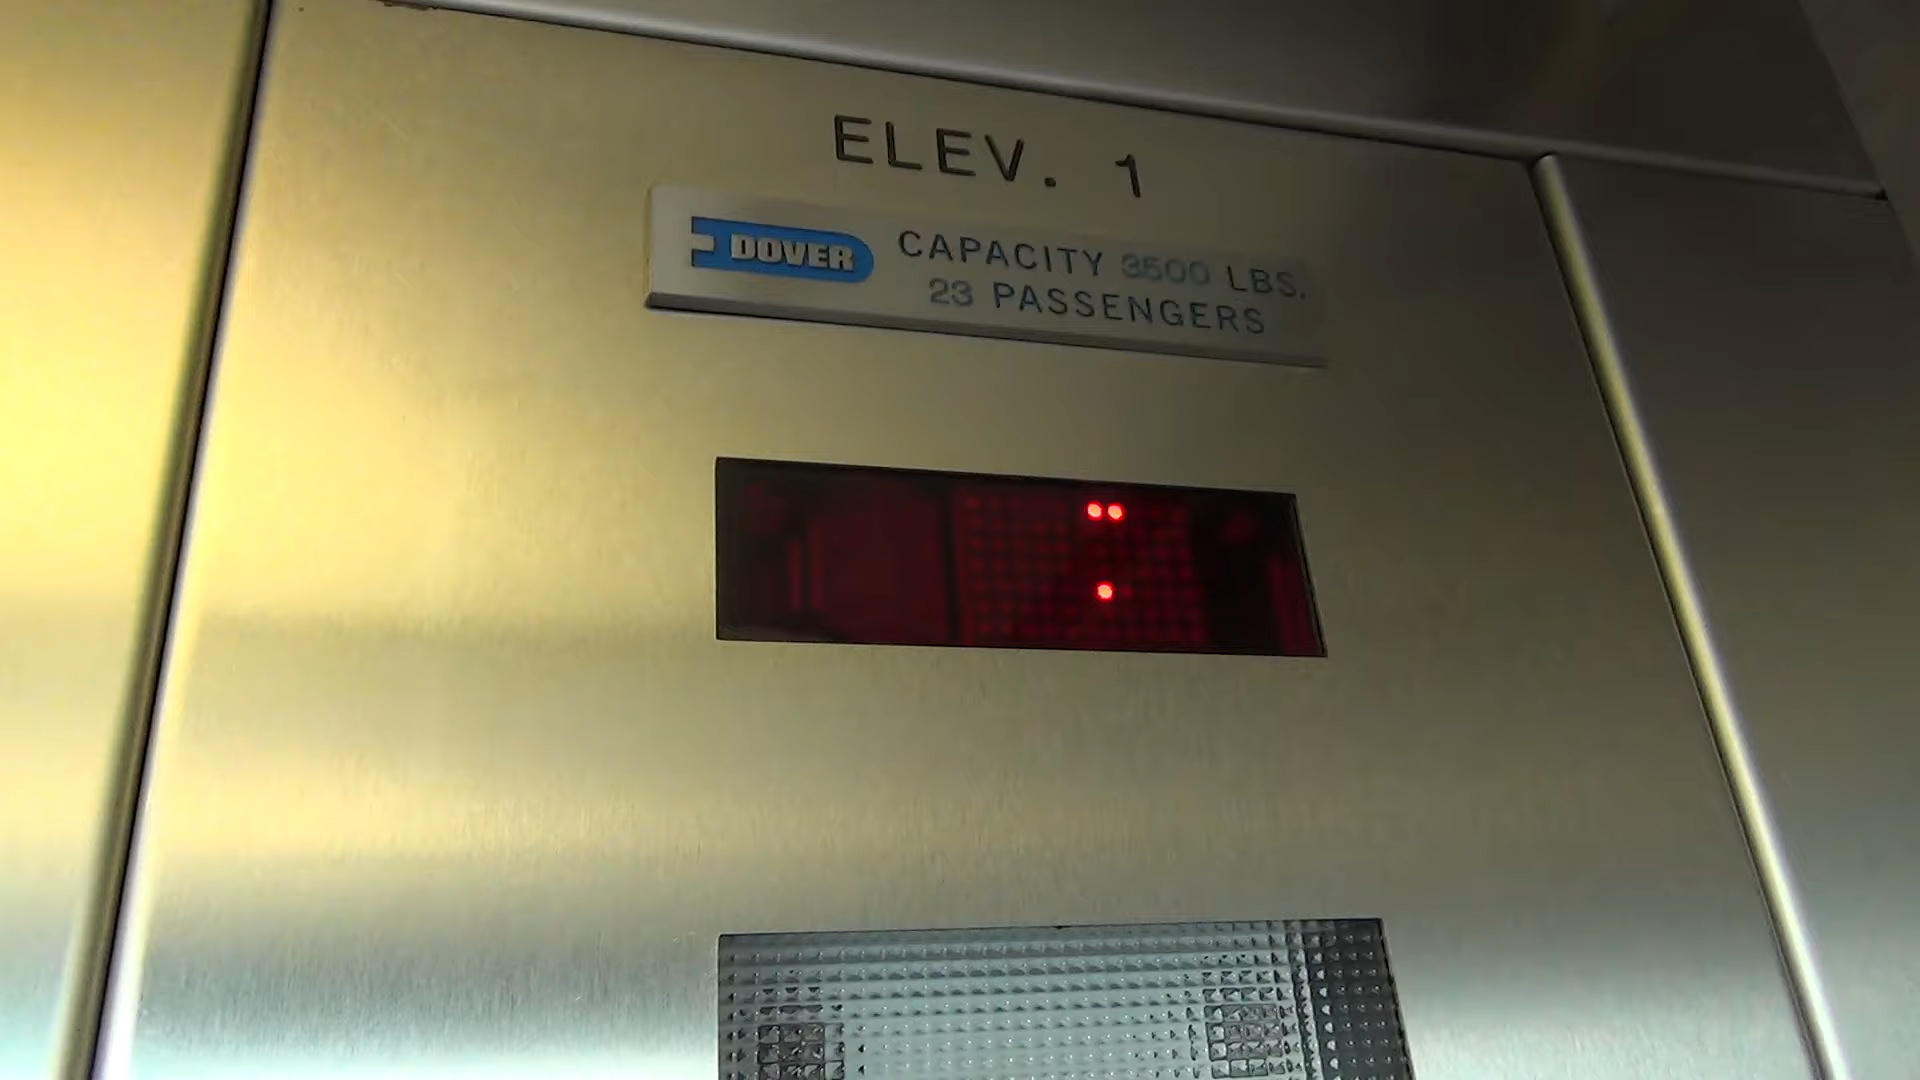 ELEV. 1
DOVER
CAPACITY 3500 LBS.
23 PASSENGERS